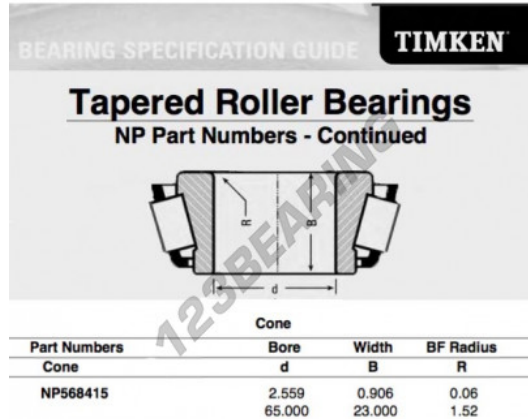 BEARING SPECIFICATION GUIDE
TIMKEN
Tapered Roller Bearings
NP Part Numbers - Continued
R
B
d
123BEARING
Cone
Part Numbers Bore Width BF Radius
Cone d B R
NP568415 2.559 0.906 0.06
65.000 23.000 1.52